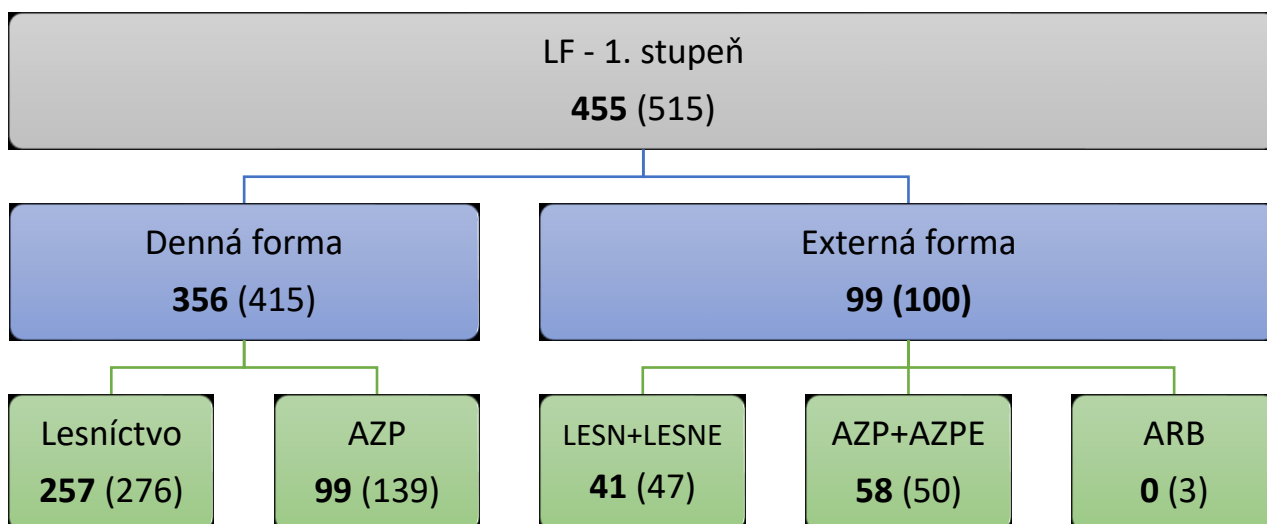 LF - 1. stupeň
455 (515)
Denná forma
356 (415)
Externá forma
99 (100)
Lesníctvo
257 (276)
AZP
99 (139)
LESN+LESNE
41 (47)
AZP+AZPE
58 (50)
ARB
0 (3)